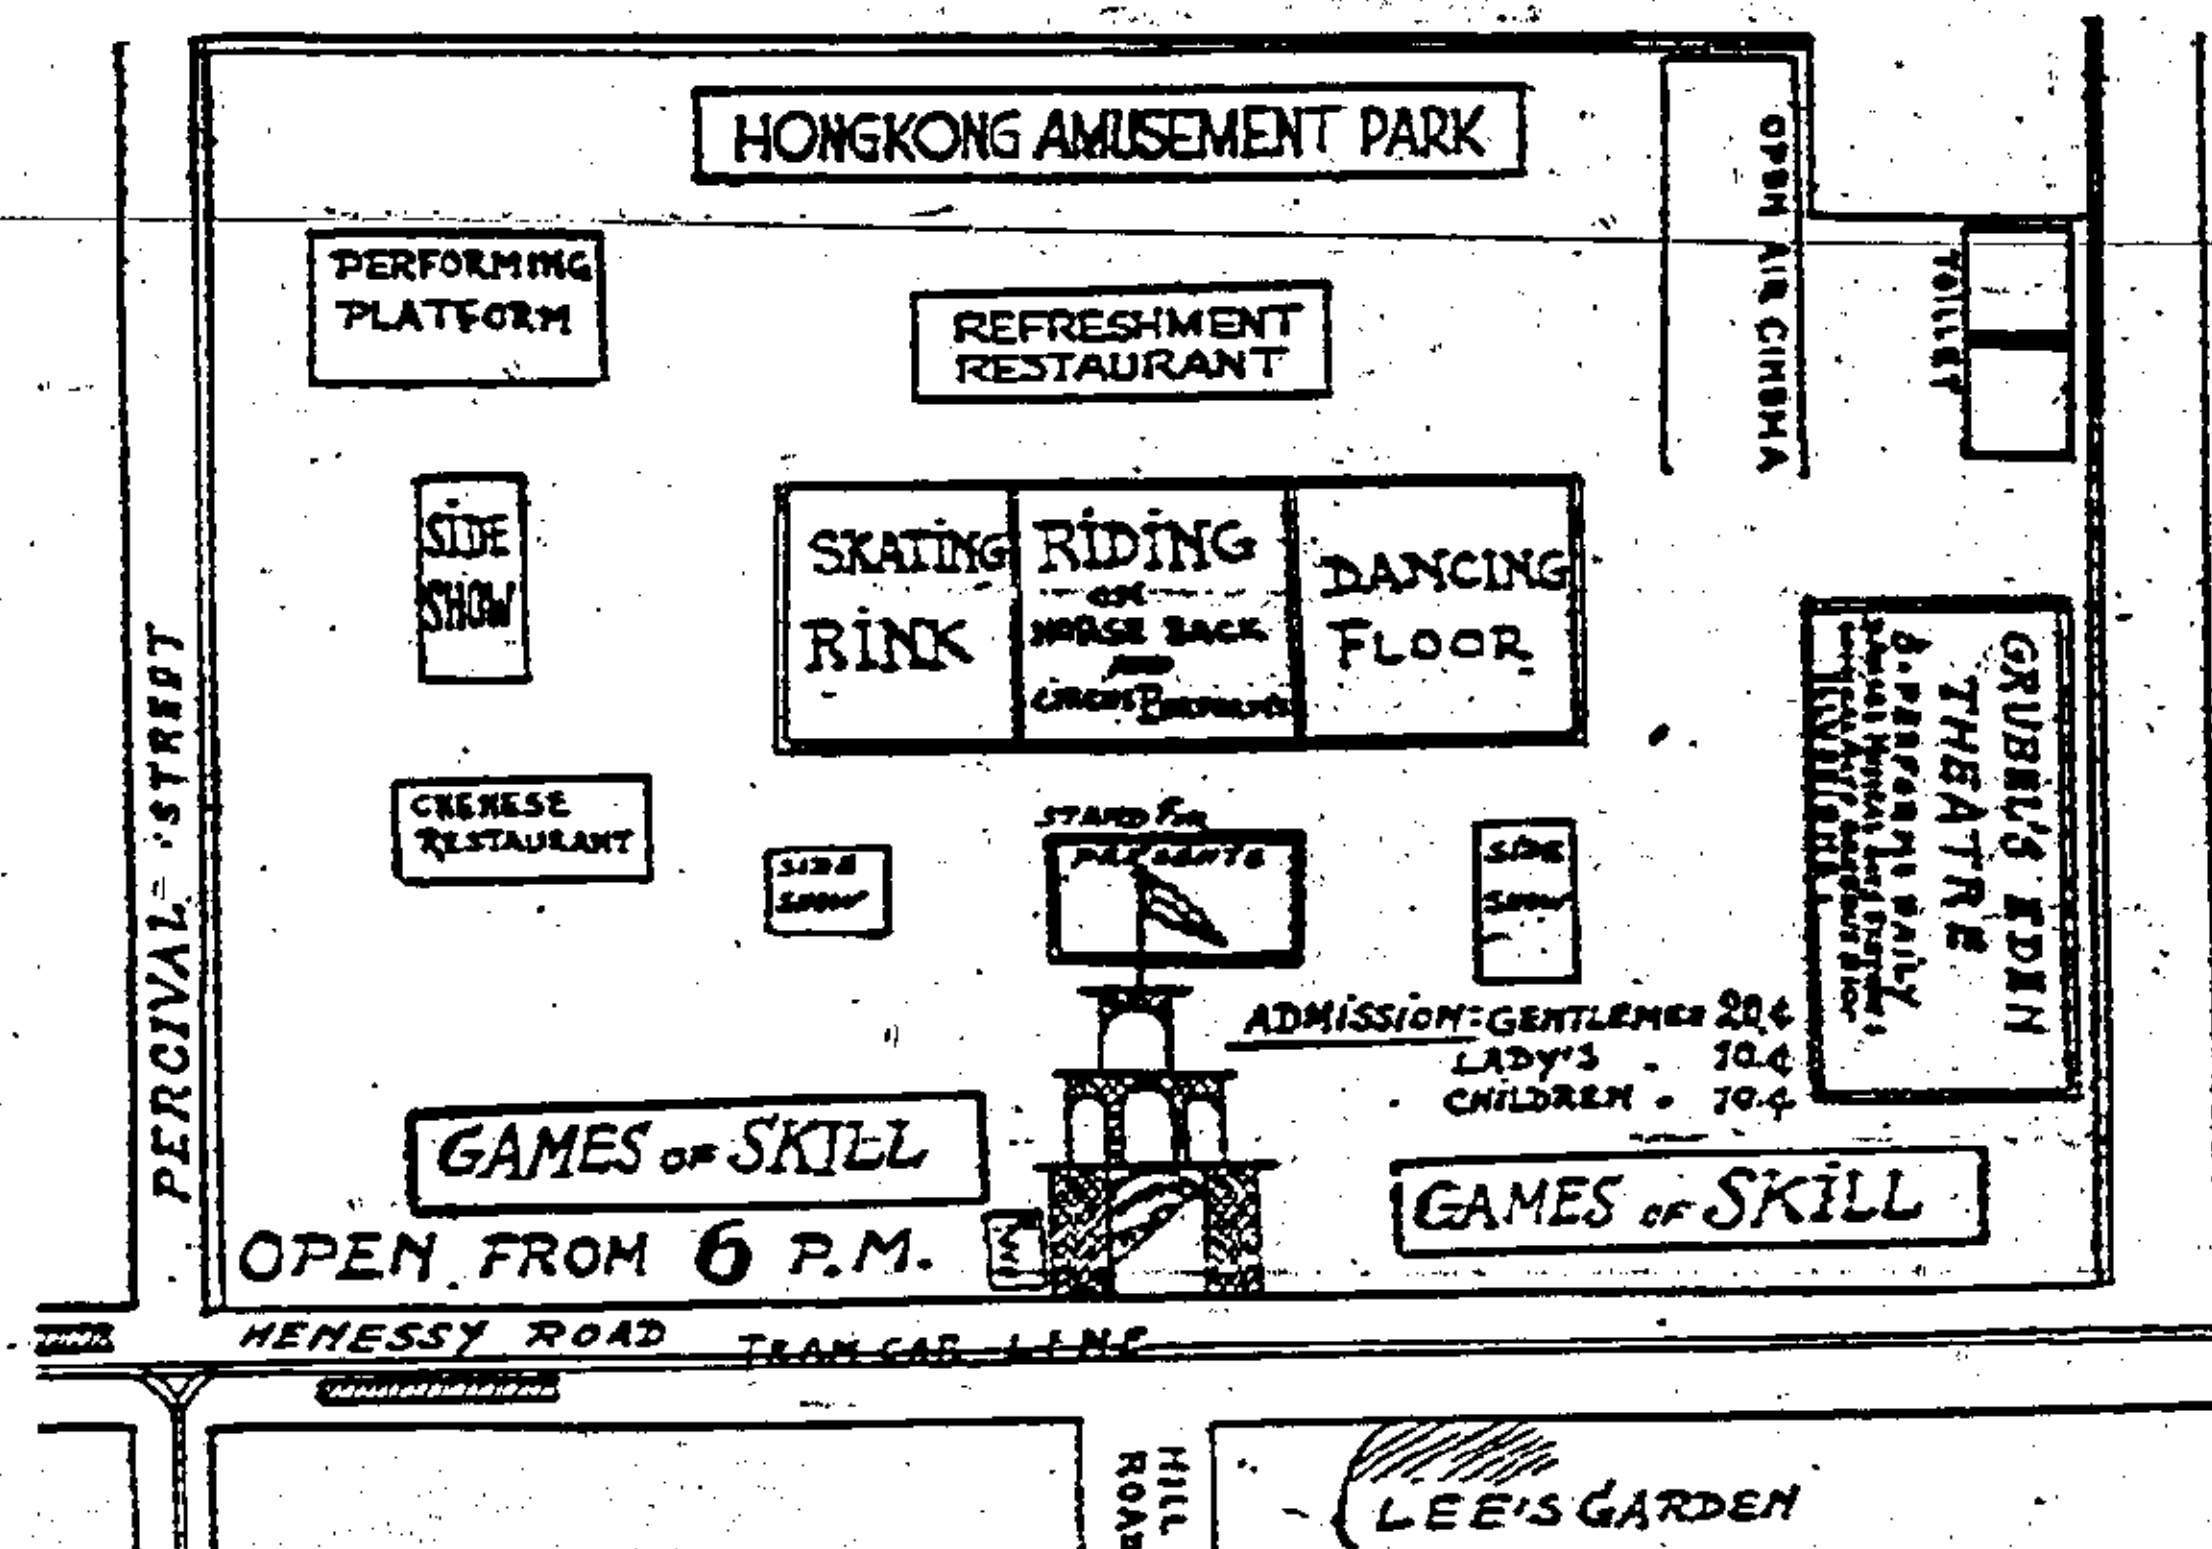 HONGKONG AMUSEMENT PARK
OPEN AIR CINEMA
PERFORMING
PLATFORM
TOILLET
REFRESHMENT
RESTAURANT
SIDE
SHOW
SKATING
RINK
RIDING
HORSE BACK
AND
CIRCUS
DANCING
FLOOR
GRUBEL'S EDEN
THEATRE
DAILY
PERCIVAL STREET
CHENESE
RESTAURANT
SIDE
SHOW
STAND FOR
SIDE
SHOW
ADMISSION: GENTLEMEN 20.¢
LADY'S . 10.¢
CHILDREN . 10.¢
GAMES OF SKILL
GAMES OF SKILL
OPEN FROM 6 P.M.
HENESSY ROAD
TRAM CAR LINE
HILL
ROAD
LEE'S GARDEN